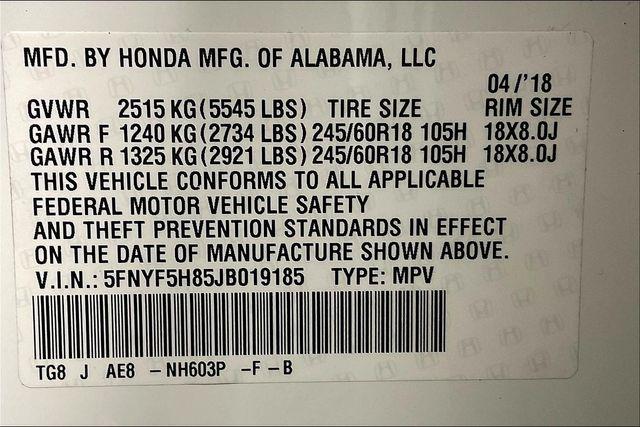 MFD. BY HONDA MFG. OF ALABAMA, LLC
04/'18
GVWR 2515 KG(5545 LBS) TIRE SIZE RIM SIZE
GAWR F 1240 KG(2734 LBS) 245/60R18 105H 18X8.0J
GAWR R 1325 KG(2921 LBS) 245/60R18 105H 18X8.0J
THIS VEHICLE CONFORMS TO ALL APPLICABLE
FEDERAL MOTOR VEHICLE SAFETY
AND THEFT PREVENTION STANDARDS IN EFFECT
ON THE DATE OF MANUFACTURE SHOWN ABOVE.
V.I.N.: 5FNYF5H85JB019185 TYPE: MPV
TG8 J AE8 – NH603P –F – B